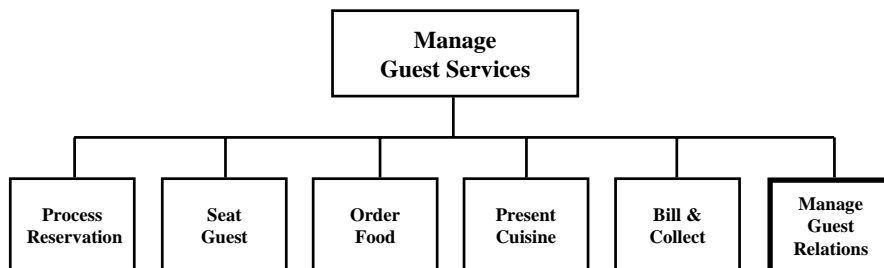 Manage
Guest Services
Process
Reservation
Seat
Guest
Order
Food
Present
Cuisine
Bill &
Collect
Manage
Guest
Relations